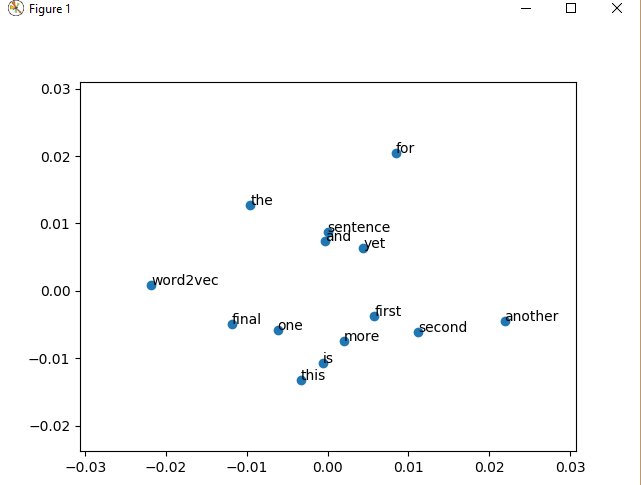 Figure 1
0.03
for
0.02
the
0.01
sentence
and
yet
word2vec
0.00
first
another
final
one
second
more
−0.01
is
this
−0.02
−0.03 −0.02 −0.01 0.00 0.01 0.02 0.03